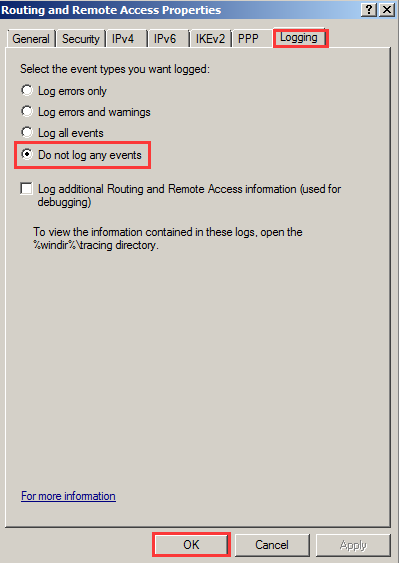 Routing and Remote Access Properties
General Security IPv4 IPv6 IKEv2 PPP Logging
Select the event types you want logged:
Log errors only
Log errors and warnings
Log all events
Do not log any events
Log additional Routing and Remote Access information (used for
debugging)
To view the information contained in these logs, open the
%windir%\tracing directory.
For more information
OK Cancel Apply